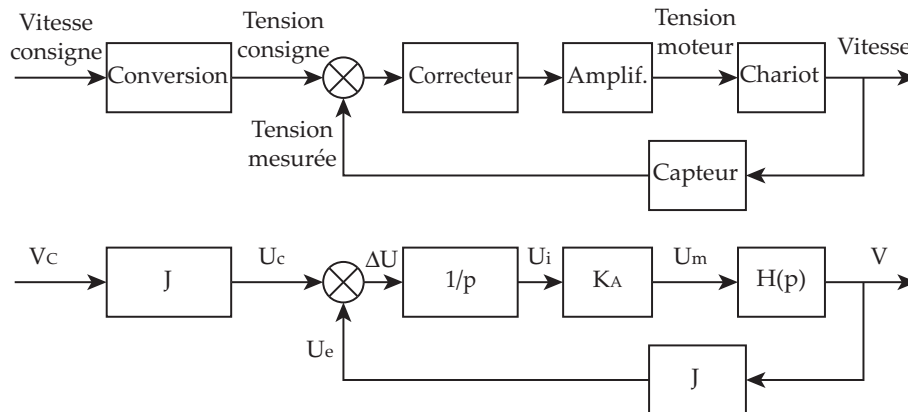 Vitesse
consigne
Tension
consigne
Tension
moteur
Vitesse
Conversion
Correcteur
Amplif.
Chariot
Tension
mesurée
Capteur
VC
Uc
ΔU
Ui
Um
V
J
1/p
KA
H(p)
Ue
J